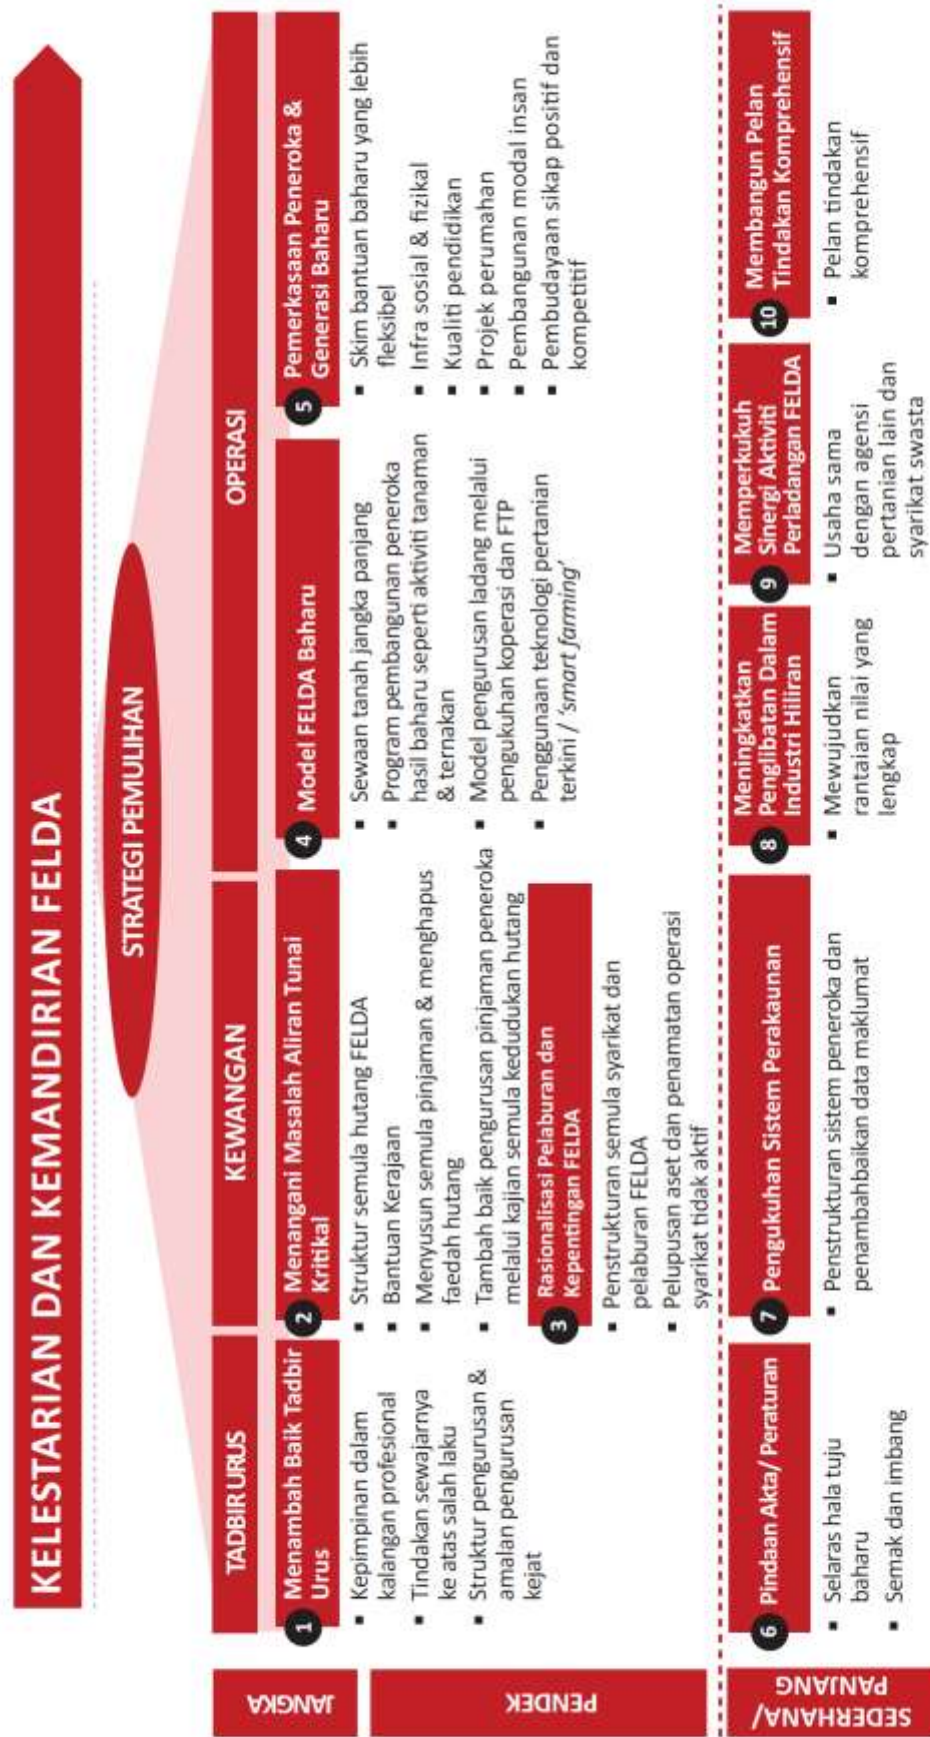 KELESTARIAN DAN KEMANDIRIAN FELDA
STRATEGI PEMULIHAN
JANGKA
TADBIR URUS
KEWANGAN
OPERASI
PENDEK
1 Menambah Baik Tadbir
Urus
▪ Kepimpinan dalam
kalangan profesional
▪ Tindakan sewajarnya
ke atas salah laku
▪ Struktur pengurusan &
amalan pengurusan
kejat
2 Menangani Masalah Aliran Tunai
Kritikal
▪ Struktur semula hutang FELDA
▪ Bantuan Kerajaan
▪ Menyusun semula pinjaman & menghapus
faedah hutang
▪ Tambah baik pengurusan pinjaman peneroka
melalui kajian semula kedudukan hutang
3 Rasionalisasi Pelaburan dan
Kepentingan FELDA
▪ Penstrukturan semula syarikat dan
pelaburan FELDA
▪ Pelupusan aset dan penamatan operasi
syarikat tidak aktif
4 Model FELDA Baharu
▪ Sewaan tanah jangka panjang
▪ Program pembangunan peneroka
hasil baharu seperti aktiviti tanaman
& ternakan
▪ Model pengurusan ladang melalui
pengukuhan koperasi dan FTP
▪ Penggunaan teknologi pertanian
terkini / ‘smart farming’
5 Pemerkasaan Peneroka &
Generasi Baharu
▪ Skim bantuan baharu yang lebih
fleksibel
▪ Infra sosial & fizikal
▪ Kualiti pendidikan
▪ Projek perumahan
▪ Pembangunan modal insan
▪ Pembudayaan sikap positif dan
kompetitif
SEDERHANA/
PANJANG
6 Pindaan Akta/ Peraturan
▪ Selaras hala tuju
baharu
▪ Semak dan imbang
7 Pengukuhan Sistem Perakaunan
▪ Penstrukturan sistem peneroka dan
penambahbaikan data maklumat
8 Meningkatkan
Penglibatan Dalam
Industri Hiliran
▪ Mewujudkan
rantaian nilai yang
lengkap
9 Memperkukuh
Sinergi Aktiviti
Perladangan FELDA
▪ Usaha sama
dengan agensi
pertanian lain dan
syarikat swasta
10 Membangun Pelan
Tindakan Komprehensif
▪ Pelan tindakan
komprehensif